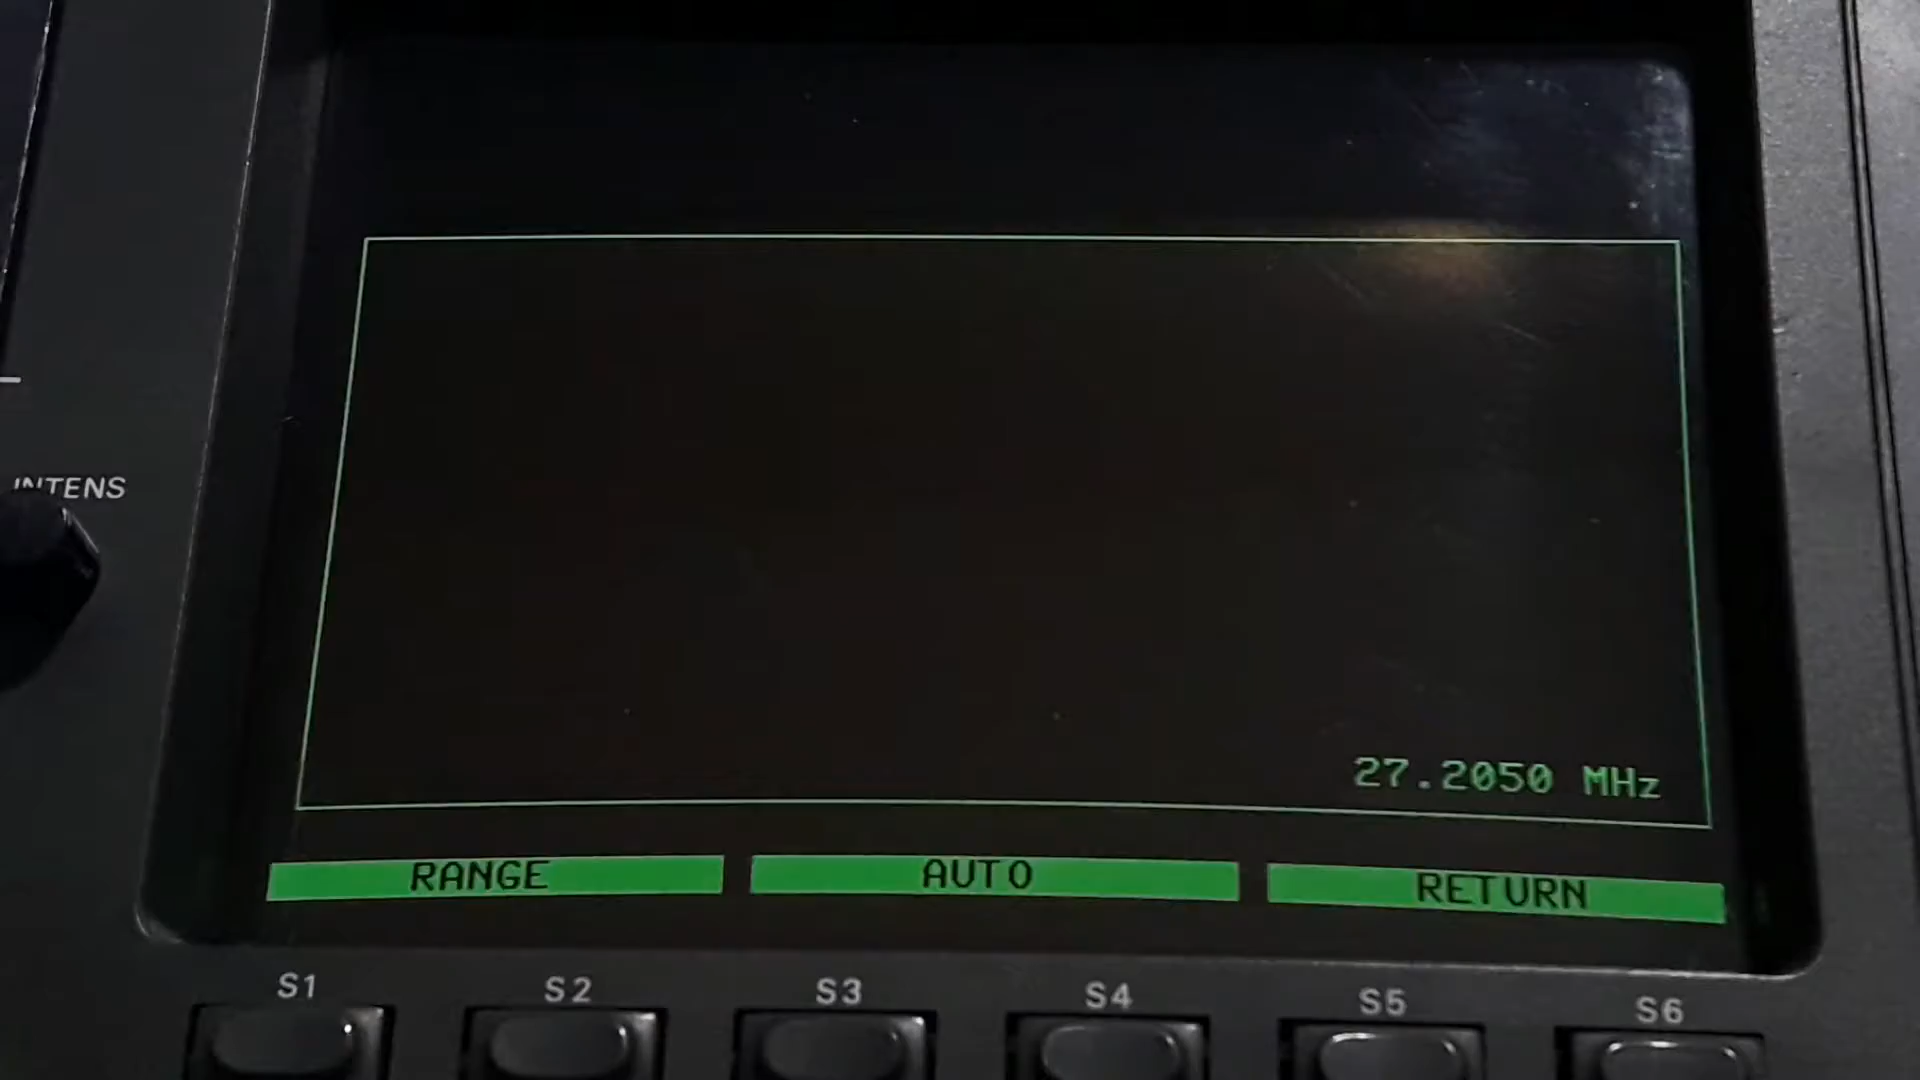 INTENS
27.2050 MHz
RANGE AUTO RETURN
S1 S2 S3 S4 S5 S6